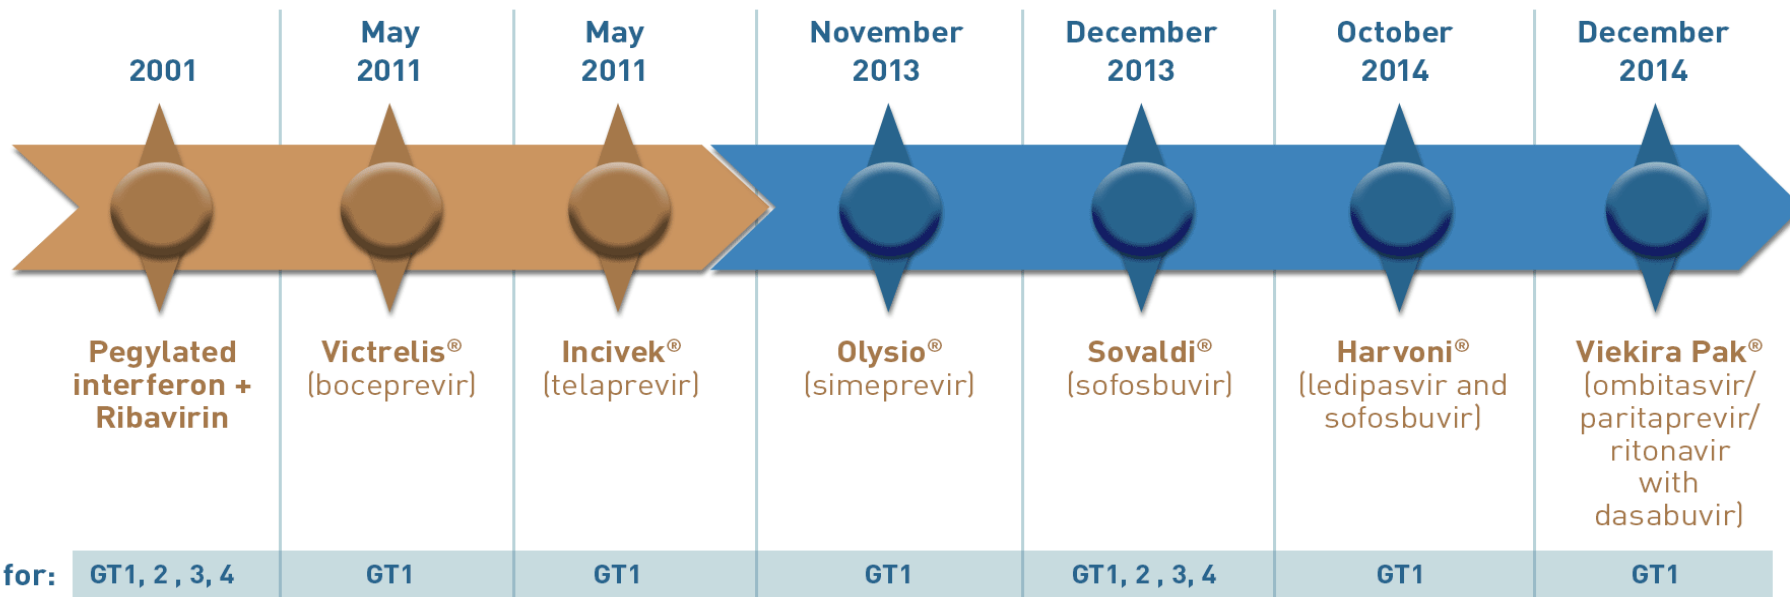 2001
May
2011
May
2011
November
2013
December
2013
October
2014
December
2014
Pegylated
interferon +
Ribavirin
Victrelis®
(boceprevir)
Incivek®
(telaprevir)
Olysio®
(simeprevir)
Sovaldi®
(sofosbuvir)
Harvoni®
(ledipasvir and
sofosbuvir)
Viekira Pak®
(ombitasvir/
paritaprevir/
ritonavir
with
dasabuvir)
for:
GT1, 2 , 3, 4
GT1
GT1
GT1
GT1, 2 , 3, 4
GT1
GT1